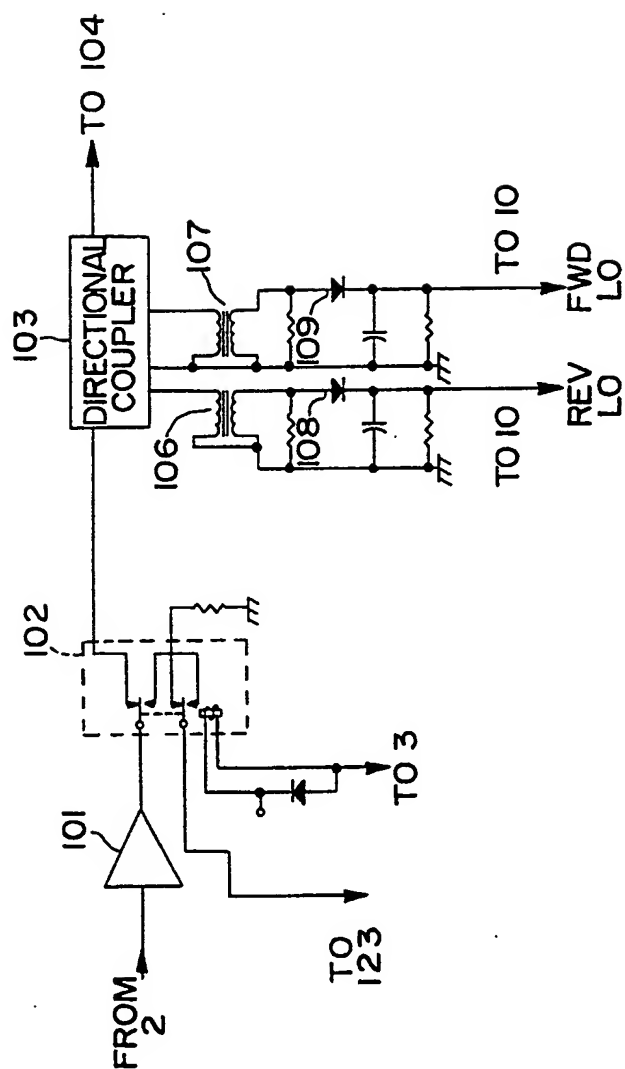 FROM
2
101
102
TO
123
TO 3
103
DIRECTIONAL
COUPLER
TO 104
106
107
108
109
TO 10
REV
LO
TO 10
FWD
LO